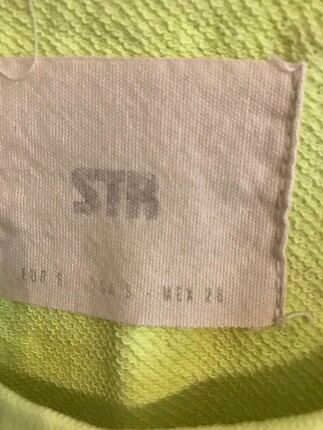 STR
EUR S - USA S - MEX 26